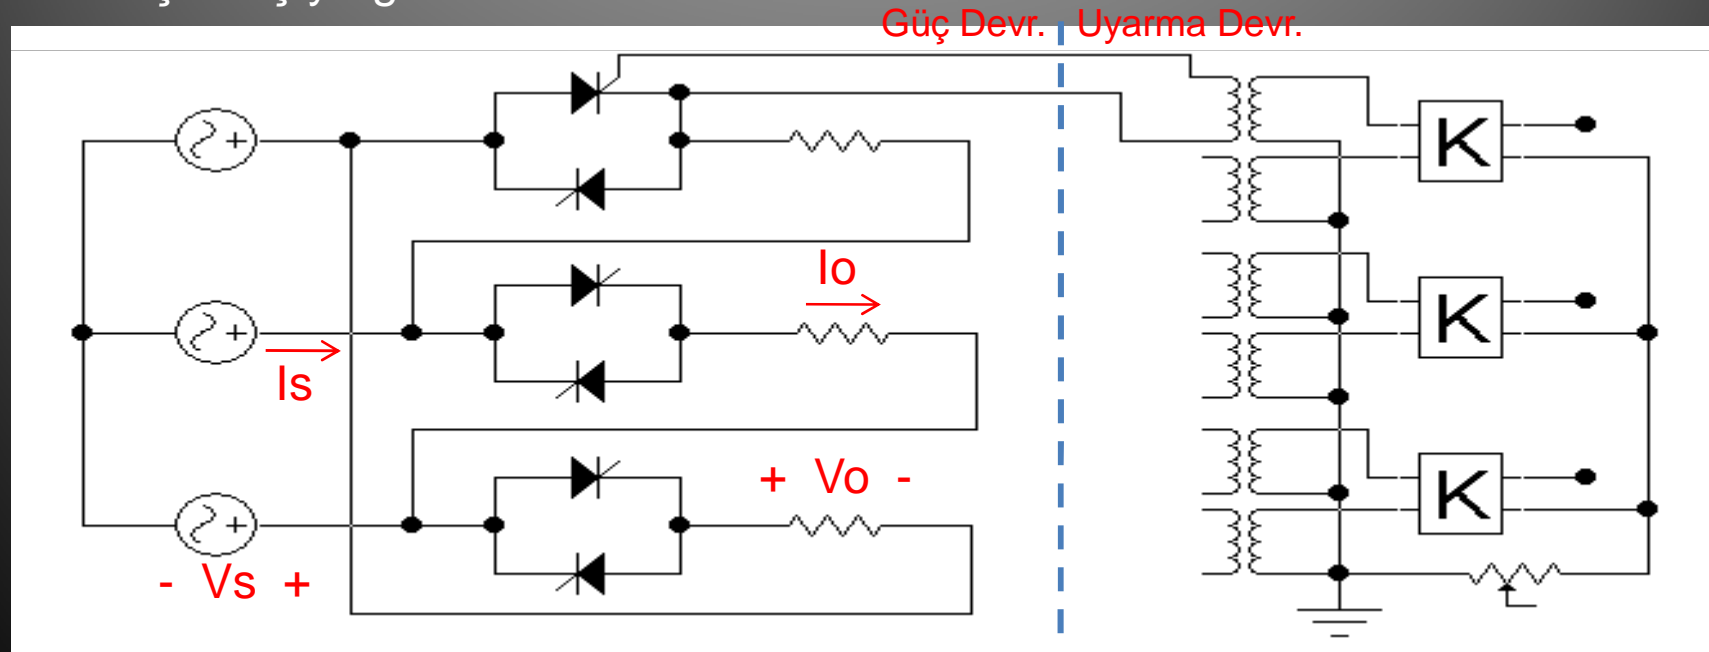 Güç Devr. Uyarma Devr.
K
Io
K
Is
+ Vo -
K
- Vs +